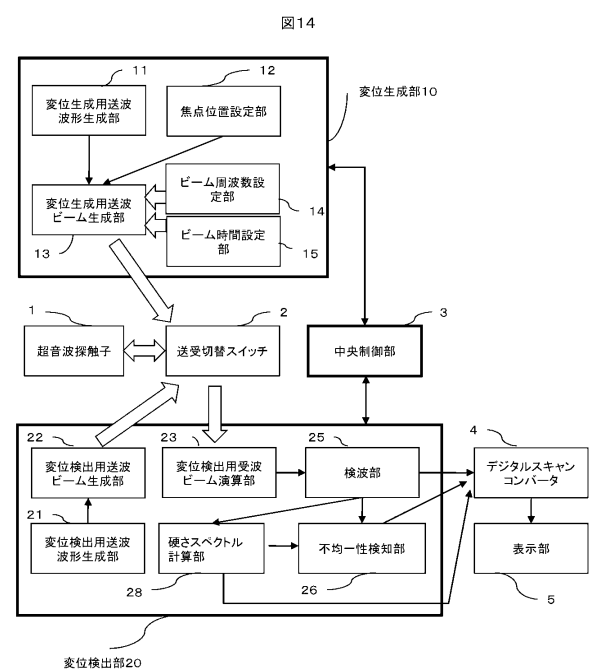 図14
11
12
変位生成用送波
波形生成部
焦点位置設定部
変位生成部10
変位生成用送波
ビーム生成部
ビーム周波数設
定部
13
14
ビーム時間設定
部
15
1
2
3
超音波探触子
送受切替スイッチ
中央制御部
22
23
25
4
変位検出用送波
ビーム生成部
変位検出用受波
ビーム演算部
検波部
デジタルスキャン
コンバータ
21
変位検出用送波
波形生成部
硬さスペクトル
計算部
不均一性検知部
表示部
28
26
5
変位検出部20